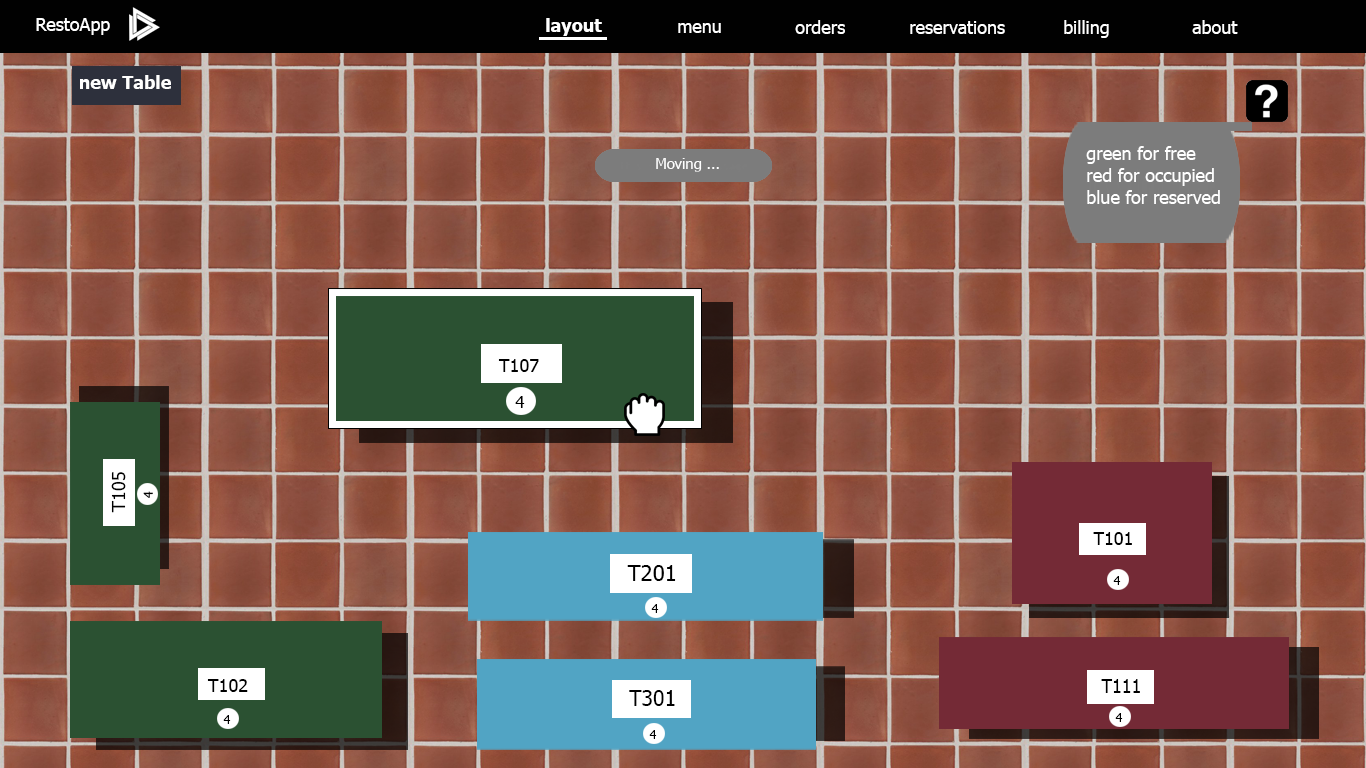 RestoApp
layout
menu
orders
reservations
billing
about
new Table
?
Moving ...
green for free
red for occupied
blue for reserved
T107
4
T105
4
T101
4
T201
4
T102
4
T301
4
T111
4